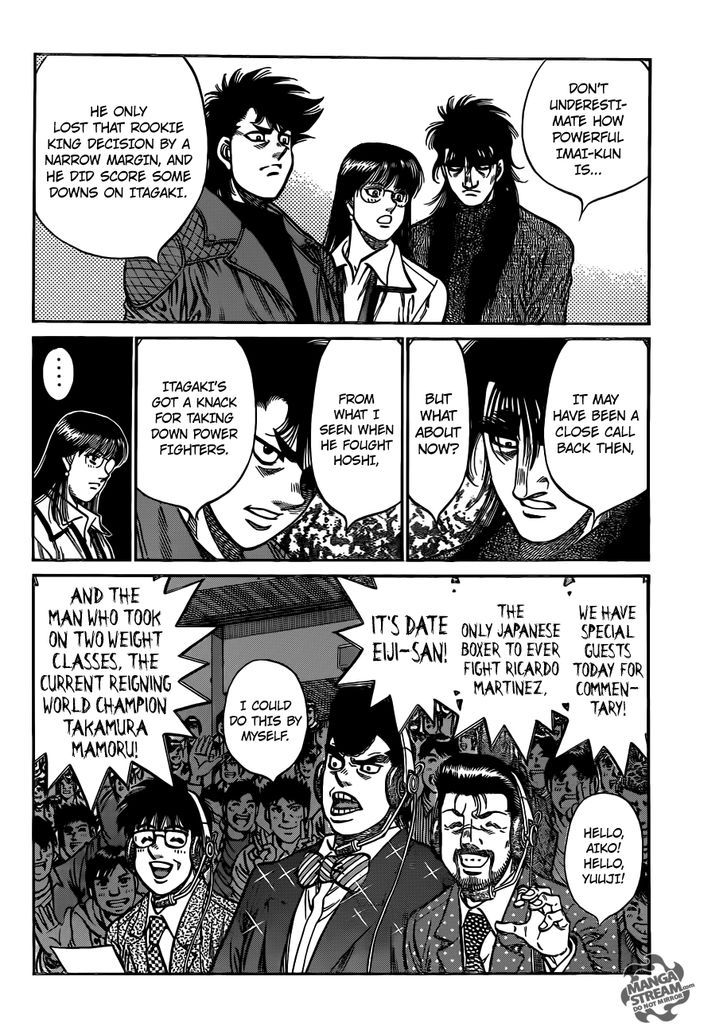 DON'T
UNDERESTI-
MATE HOW
POWERFUL
IMAI-KUN
IS...
HE ONLY
LOST THAT ROOKIE
KING DECISION BY A
NARROW MARGIN, AND
HE DID SCORE SOME
DOWNS ON ITAGAKI.
IT MAY
HAVE BEEN A
CLOSE CALL
BACK THEN,
BUT
WHAT
ABOUT
NOW?
FROM
WHAT I
SEEN WHEN
HE FOUGHT
HOSHI,
ITAGAKI'S
GOT A KNACK
FOR TAKING
DOWN POWER
FIGHTERS.
....
WE HAVE
SPECIAL
GUESTS
TODAY FOR
COMMEN-
TARY!
THE
ONLY JAPANESE
BOXER TO EVER
FIGHT RICARDO
MARTINEZ,
IT'S DATE
EIJI-SAN!
AND THE
MAN WHO TOOK
ON TWO WEIGHT
CLASSES, THE
CURRENT REIGNING
WORLD CHAMPION
TAKAMURA
MAMORU!
I COULD
DO THIS BY
MYSELF.
HELLO,
AIKO!
HELLO,
YUUJI!
MANGA
STREAM.com
DO NOT MIRROR